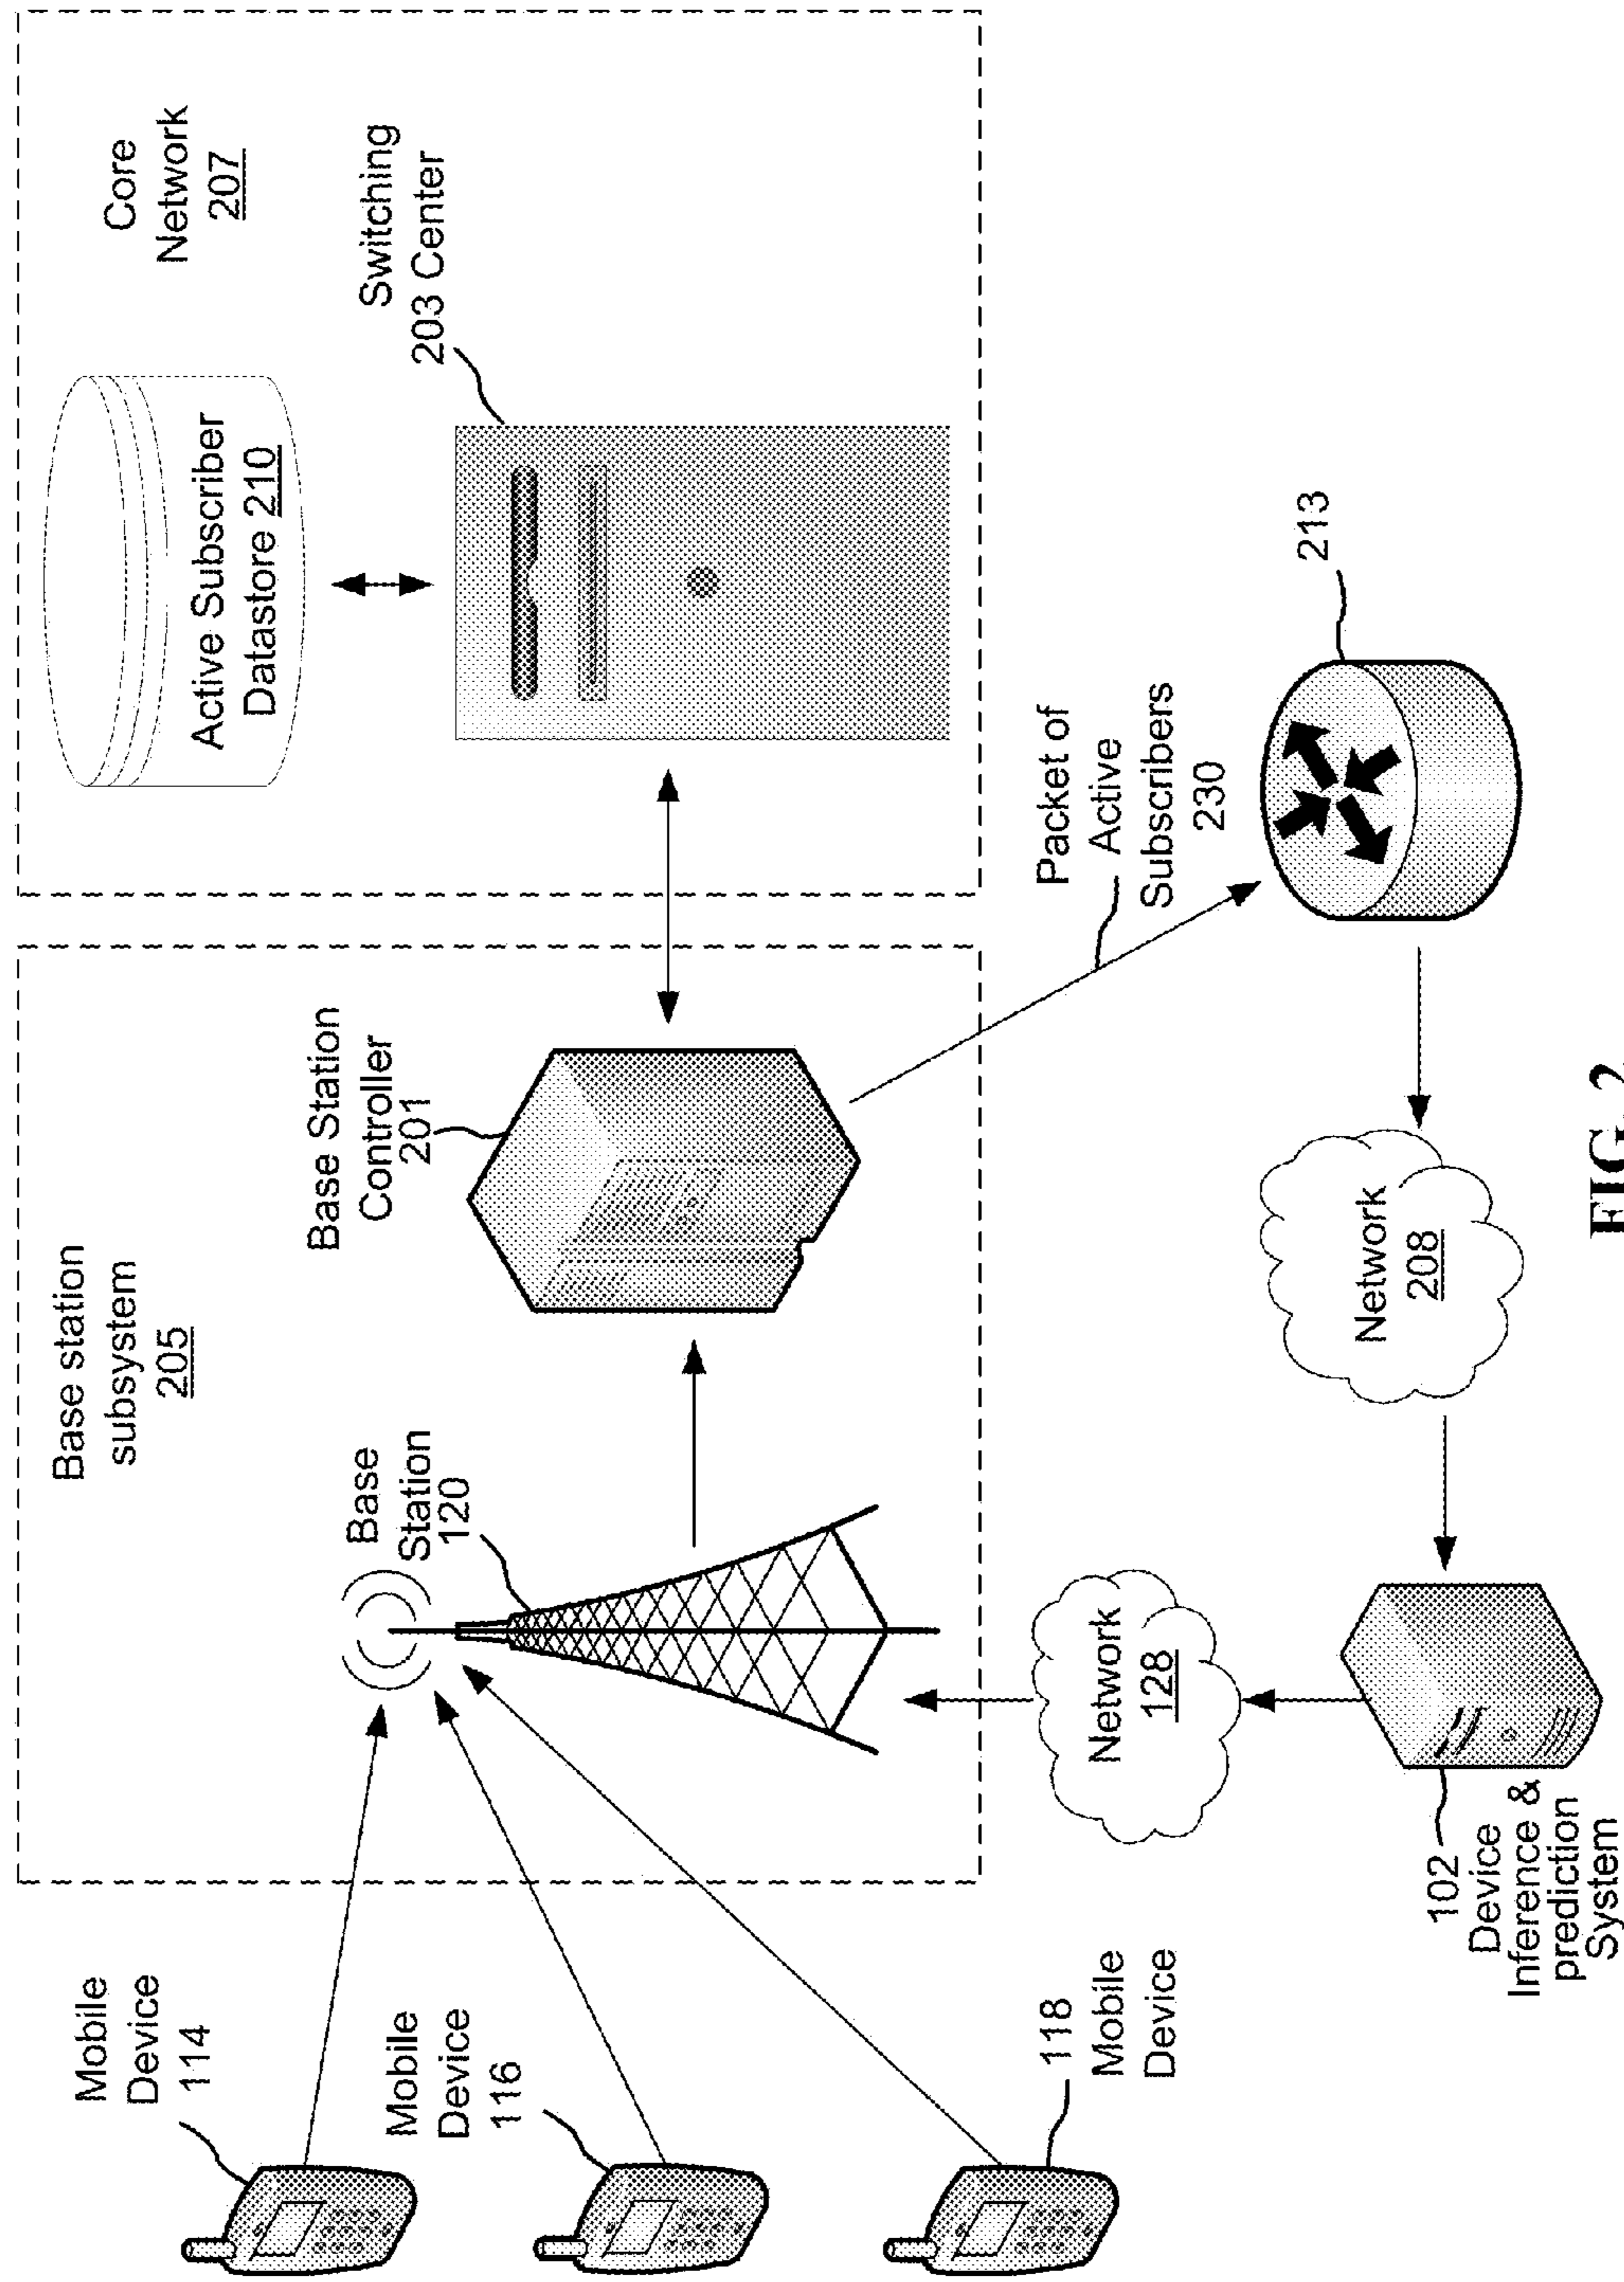 Mobile
Device
114
Mobile
Device
116
118
Mobile
Device
Base station
subsystem
205
Base
Station
120
Base Station
Controller
201
Core
Network
207
Active Subscriber
Datastore 210
Switching
203 Center
Packet of
Active
Subscribers
230
213
Network
208
Network
128
102
Device
Inference &
prediction
System
FIG. 2